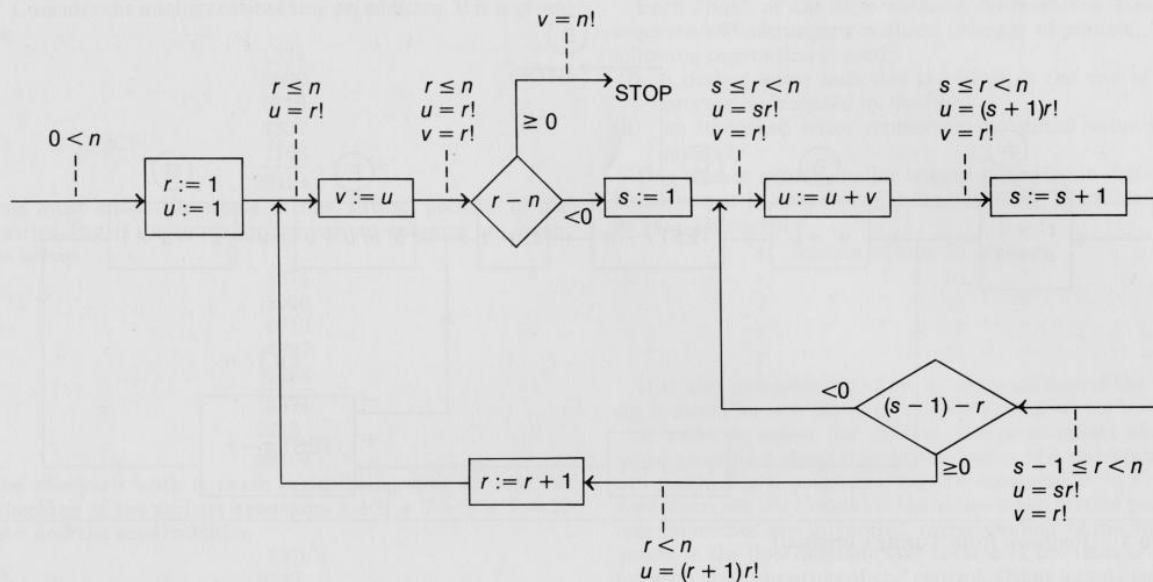 v = n!
STOP
≥ 0
0 < n
r := 1
u := 1
r ≤ n
u = r!
v := u
r ≤ n
u = r!
v = r!
r − n
<0
s := 1
s ≤ r < n
u = sr!
v = r!
u := u + v
s ≤ r < n
u = (s + 1)r!
v = r!
s := s + 1
<0
(s − 1) − r
≥0
s − 1 ≤ r < n
u = sr!
v = r!
r := r + 1
r < n
u = (r + 1)r!